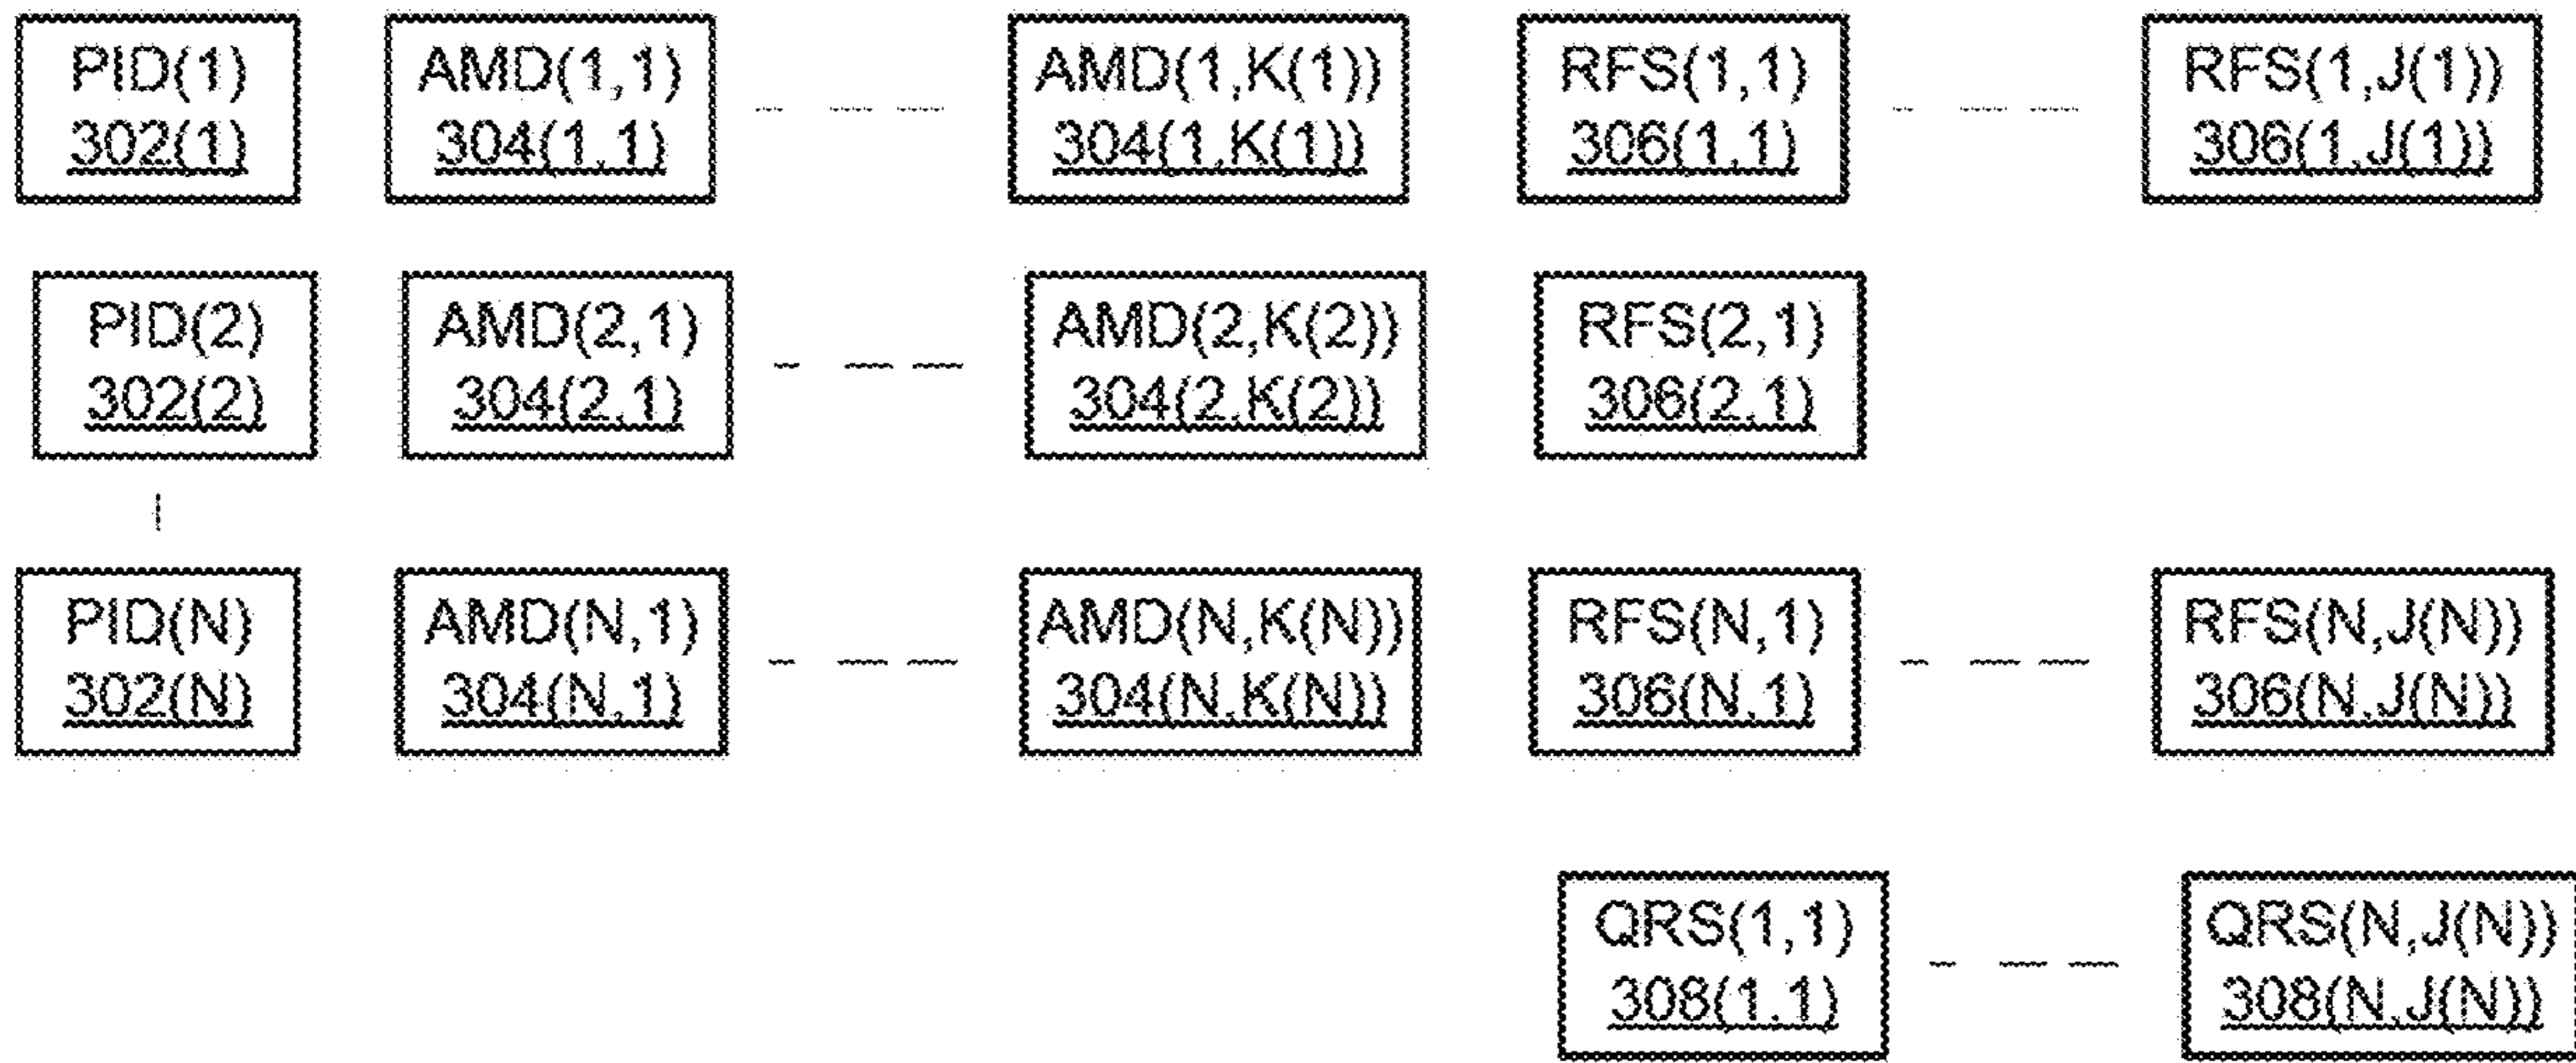 PID(1) AMD(1,1) AMD(1,K(1)) RFS(1,1) RFS(1,J(1))
302(1) 304(1,1) 304(1,K(1)) 306(1,1) 306(1,J(1))
PID(2) AMD(2,1) AMD(2,K(2)) RFS(2,1)
302(2) 304(2,1) 304(2,K(2)) 306(2,1)
PID(N) AMD(N,1) AMD(N,K(N)) RFS(N,1) RFS(N,J(N))
302(N) 304(N,1) 304(N,K(N)) 306(N,1) 306(N,J(N))
QRS(1,1) QRS(N,J(N))
308(1,1) 308(N,J(N))